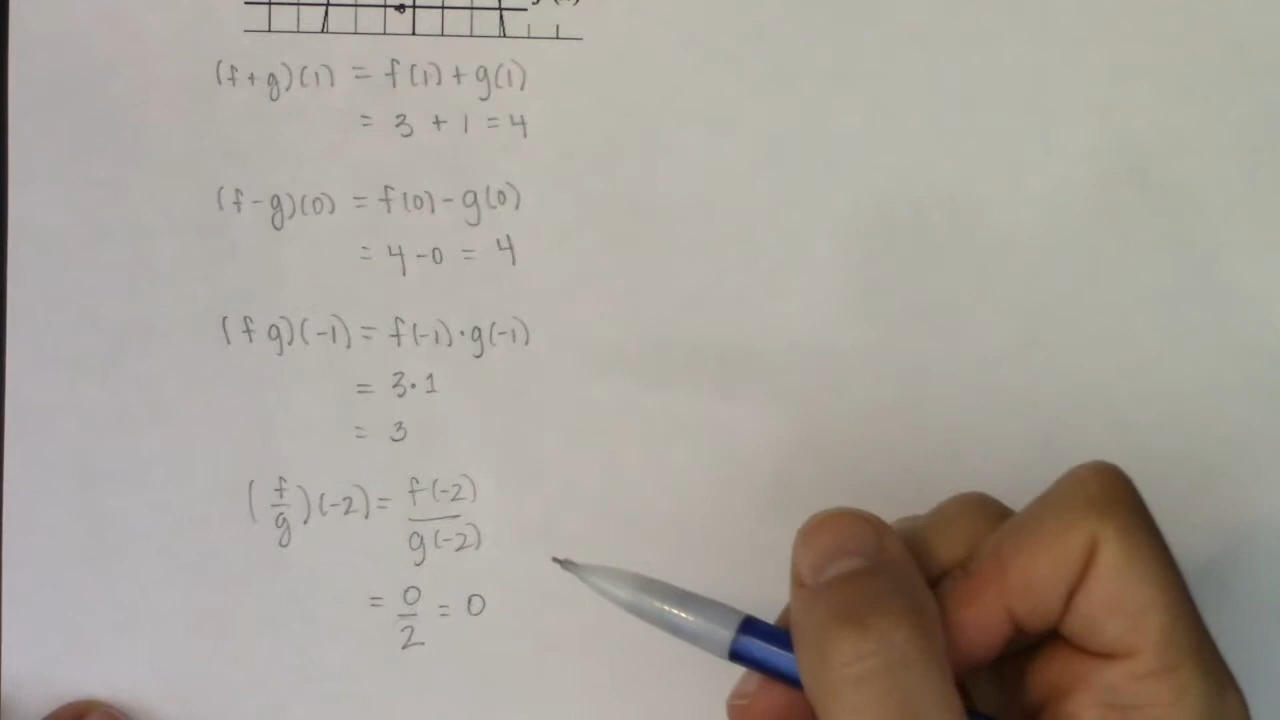 (f+g)(1) = f(1)+g(1)
= 3 + 1 = 4
(f-g)(0) = f(0)-g(0)
= 4-0 = 4
(fg)(-1) = f(-1)·g(-1)
= 3·1
= 3
(f/g)(-2) = f(-2)/g(-2)
= 0/2 = 0